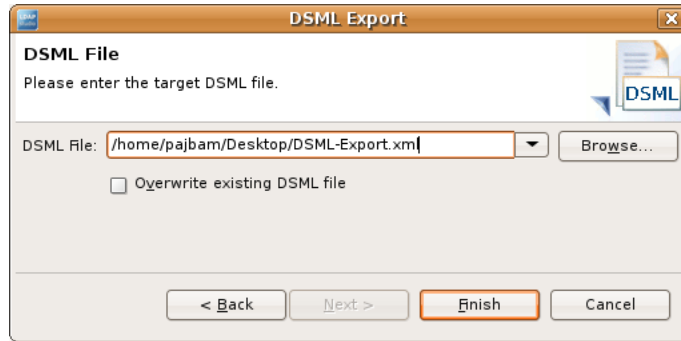 DSML Export
DSML File
Please enter the target DSML file.
DSML
DSML File: /home/pajbam/Desktop/DSML-Export.xml Browse...
Overwrite existing DSML file
< Back Next > Finish Cancel